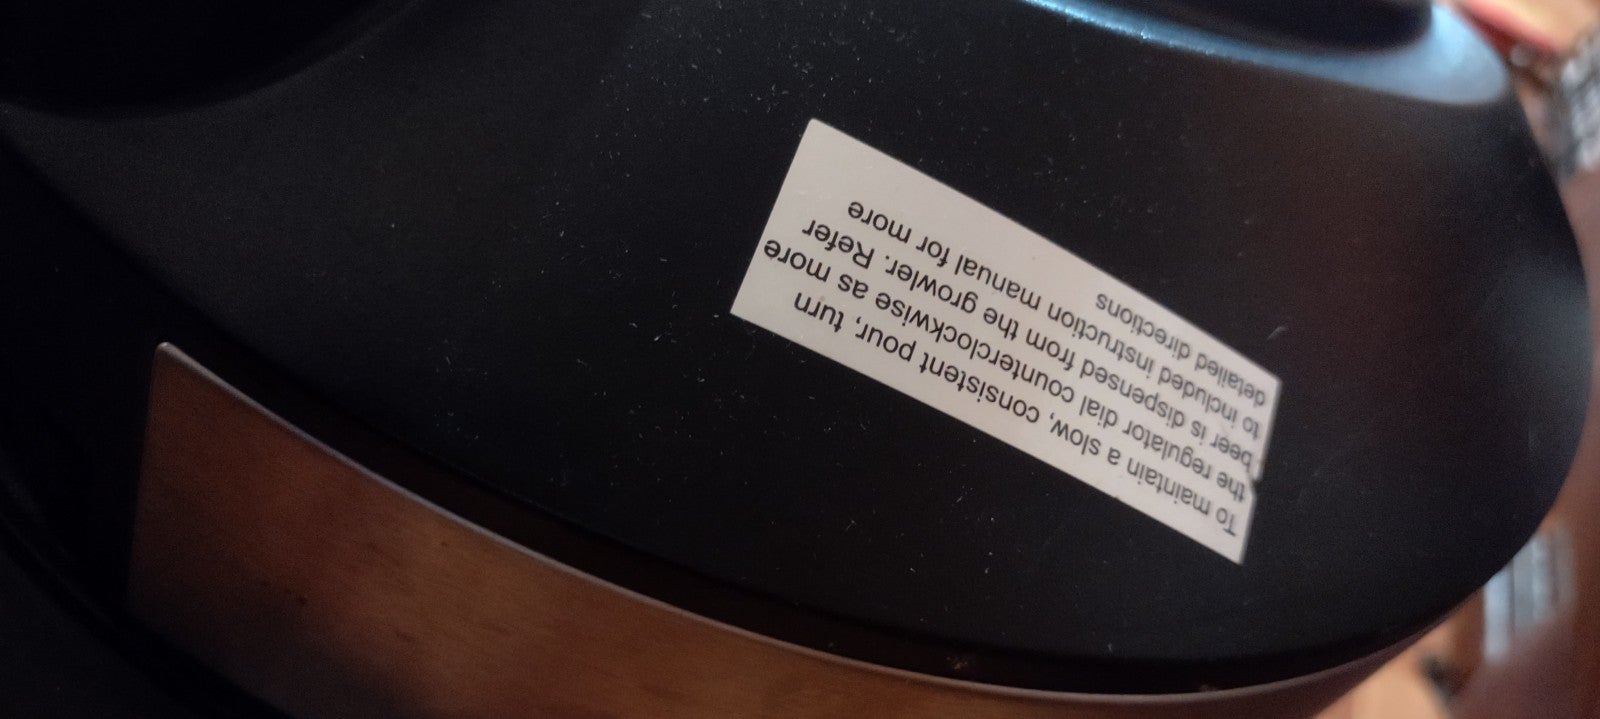 To maintain a slow, consistent pour, turn
the regulator dial counterclockwise as more
beer is dispensed from the growler. Refer
to included instruction manual for more
detailed directions